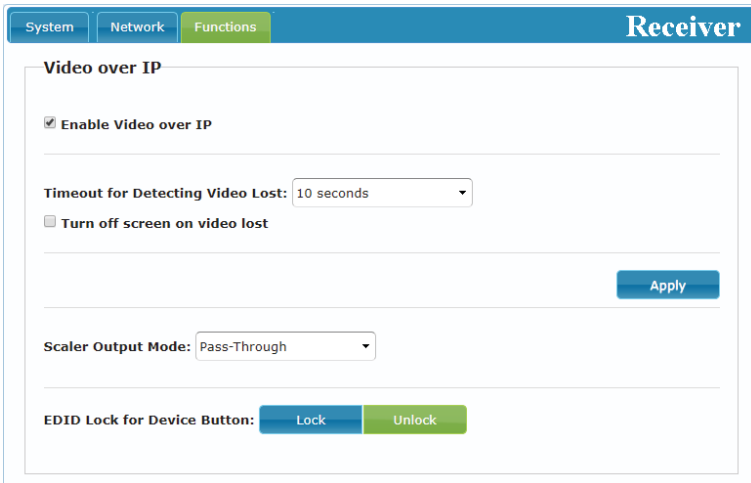 System Network Functions Receiver
Video over IP
Enable Video over IP
Timeout for Detecting Video Lost: 10 seconds
Turn off screen on video lost
Apply
Scaler Output Mode: Pass-Through
EDID Lock for Device Button: Lock Unlock